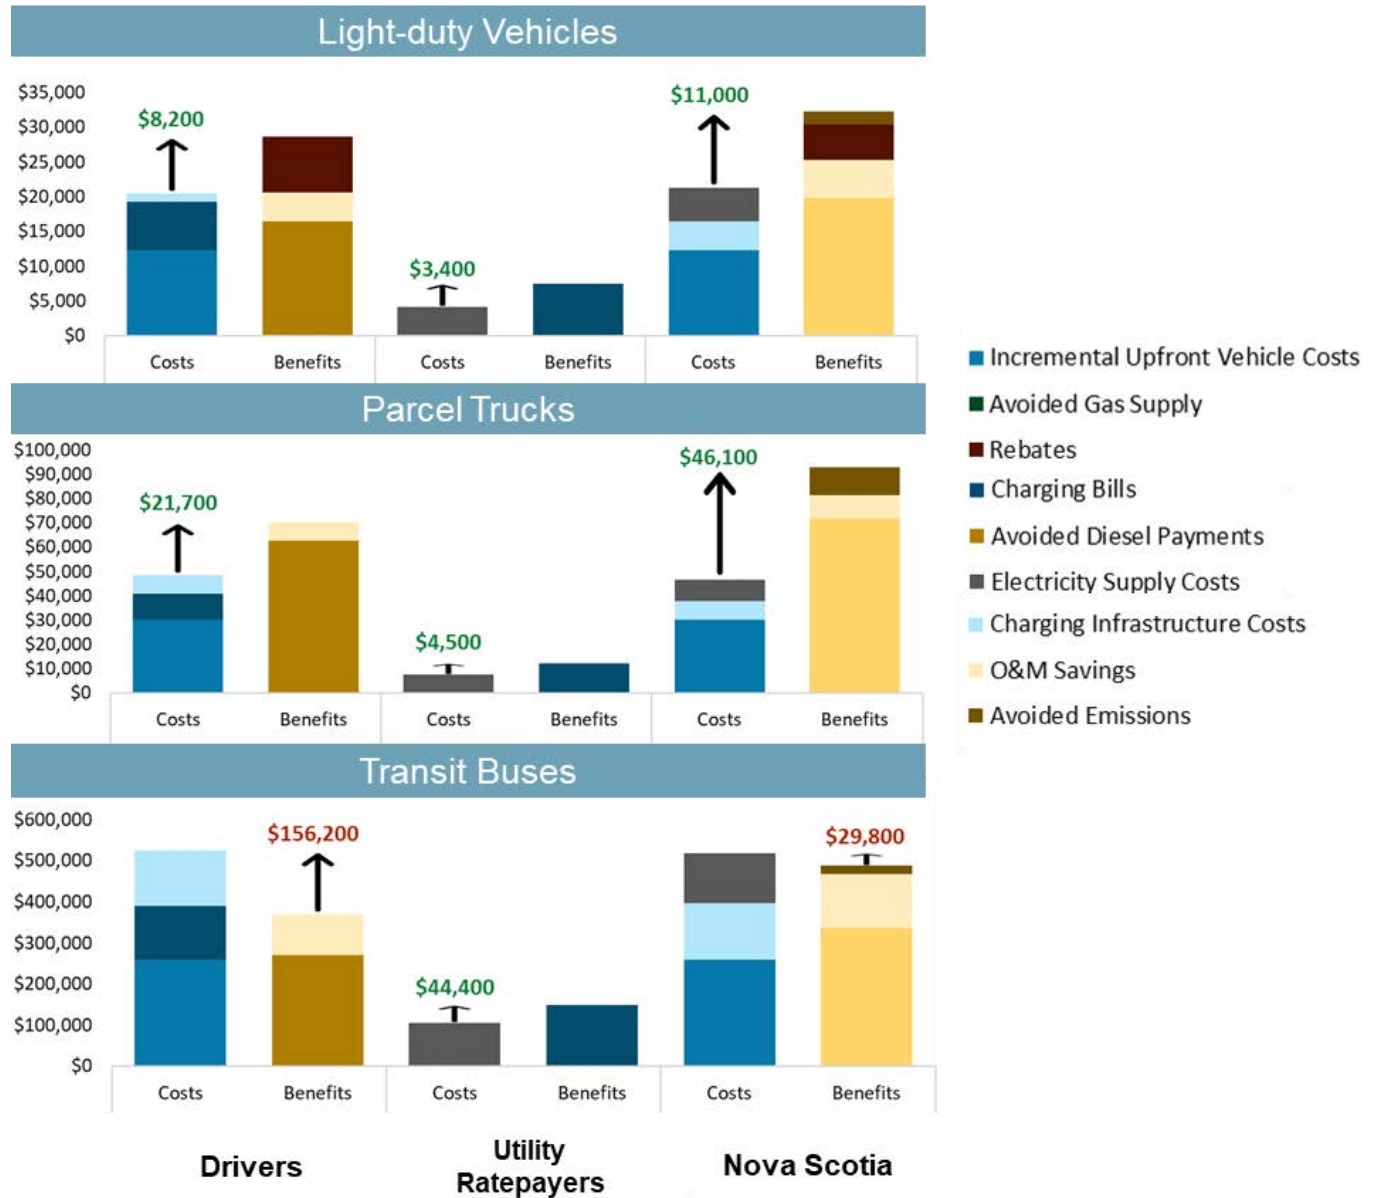 Light-duty Vehicles
$35,000
$30,000
$25,000
$20,000
$15,000
$10,000
$5,000
$0
$8,200
$3,400
$11,000
Costs
Benefits
Costs
Benefits
Costs
Benefits
Parcel Trucks
$100,000
$90,000
$80,000
$70,000
$60,000
$50,000
$40,000
$30,000
$20,000
$10,000
$0
$21,700
$4,500
$46,100
Costs
Benefits
Costs
Benefits
Costs
Benefits
Transit Buses
$600,000
$500,000
$400,000
$300,000
$200,000
$100,000
$0
$156,200
$44,400
$29,800
Costs
Benefits
Costs
Benefits
Costs
Benefits
Drivers
Utility
Ratepayers
Nova Scotia
Incremental Upfront Vehicle Costs
Avoided Gas Supply
Rebates
Charging Bills
Avoided Diesel Payments
Electricity Supply Costs
Charging Infrastructure Costs
O&M Savings
Avoided Emissions